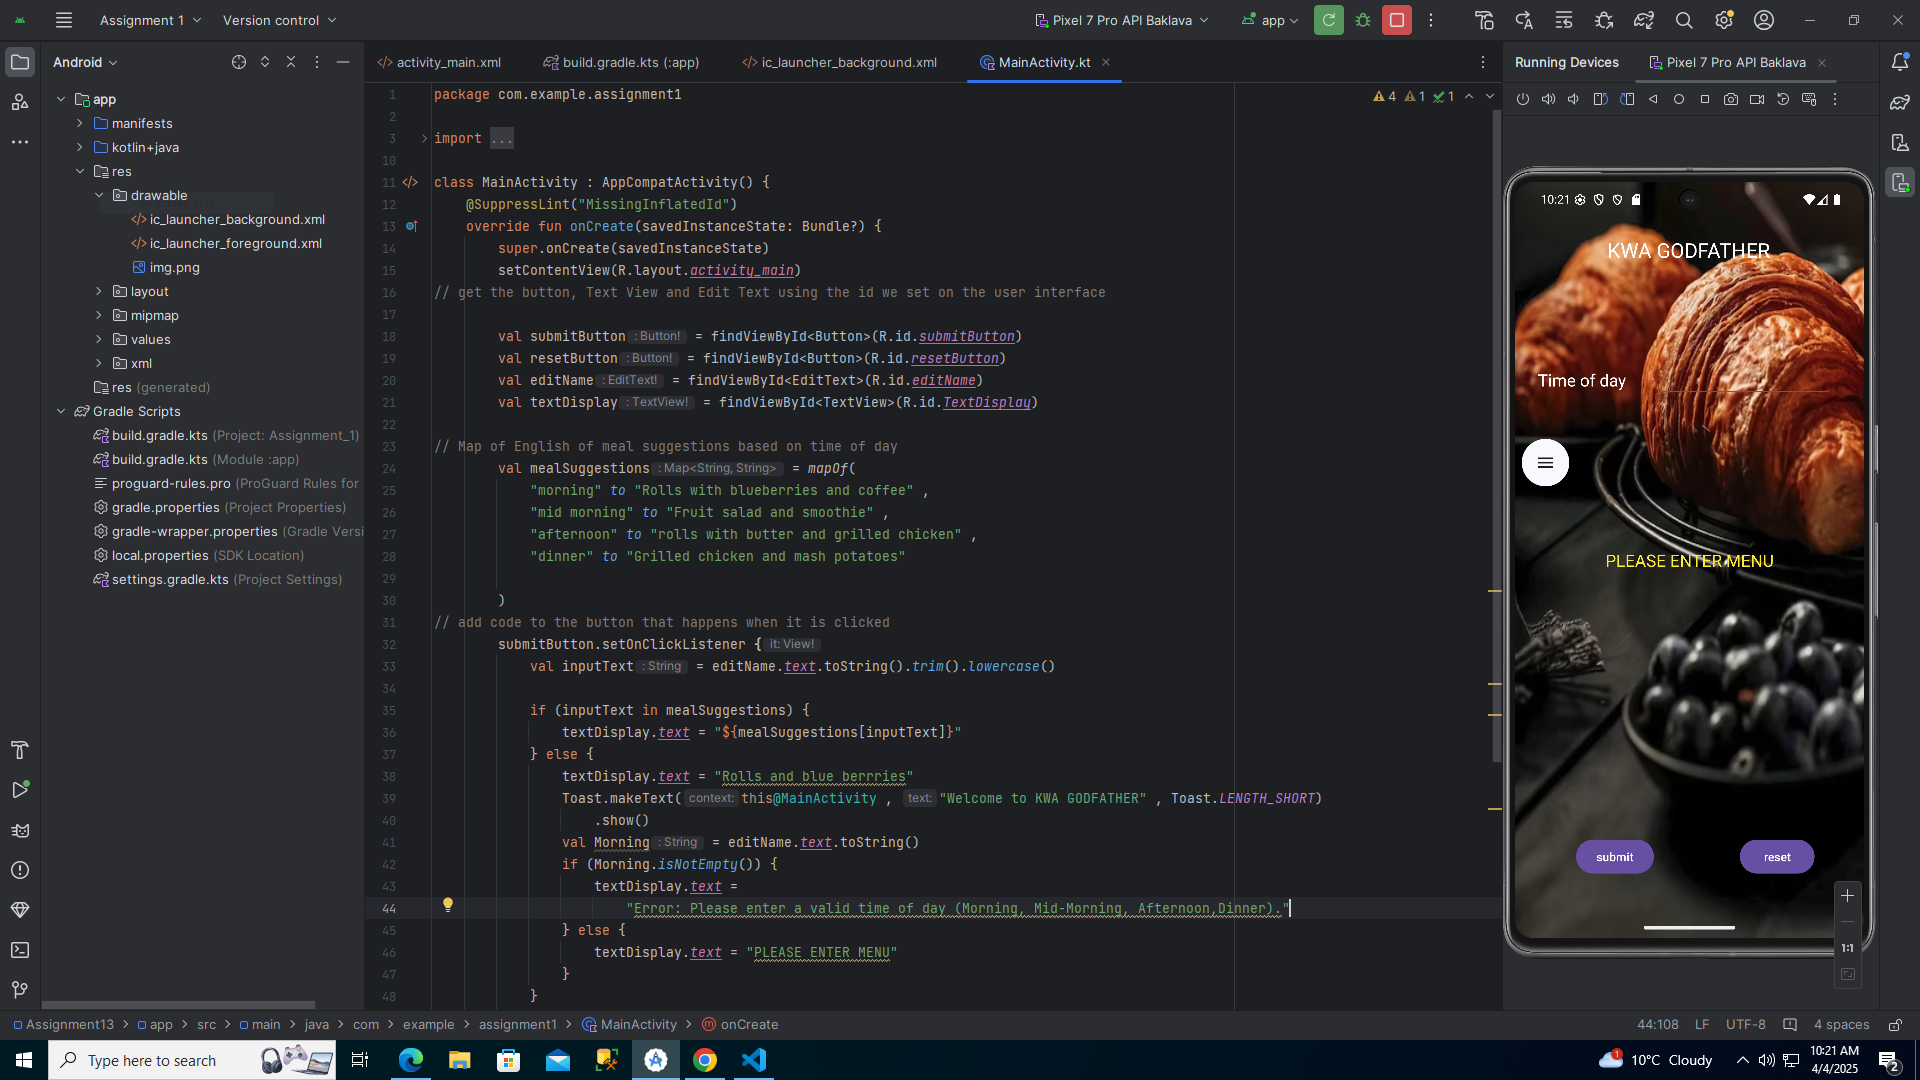 Assignment 1
Version control
Pixel 7 Pro API Baklava
app
Android
activity_main.xml
build.gradle.kts (:app)
ic_launcher_background.xml
MainActivity.kt
Running Devices
Pixel 7 Pro API Baklava
app
manifests
kotlin+java
res
drawable
ic_launcher_background.xml
ic_launcher_foreground.xml
img.png
layout
mipmap
values
xml
res (generated)
Gradle Scripts
build.gradle.kts (Project: Assignment_1)
build.gradle.kts (Module :app)
proguard-rules.pro (ProGuard Rules for
gradle.properties (Project Properties)
gradle-wrapper.properties (Gradle Versi
local.properties (SDK Location)
settings.gradle.kts (Project Settings)
4 1 1
1 package com.example.assignment1
2
3 import ...
10
11 class MainActivity : AppCompatActivity() {
12 @SuppressLint("MissingInflatedId")
13 override fun onCreate(savedInstanceState: Bundle?) {
14 super.onCreate(savedInstanceState)
15 setContentView(R.layout.activity_main)
16 // get the button, Text View and Edit Text using the id we set on the user interface
17
18 val submitButton : Button! = findViewById<Button>(R.id.submitButton)
19 val resetButton : Button! = findViewById<Button>(R.id.resetButton)
20 val editName : EditText! = findViewById<EditText>(R.id.editName)
21 val textDisplay : TextView! = findViewById<TextView>(R.id.TextDisplay)
22
23 // Map of English of meal suggestions based on time of day
24 val mealSuggestions : Map<String, String> = mapOf(
25 "morning" to "Rolls with blueberries and coffee" ,
26 "mid morning" to "Fruit salad and smoothie" ,
27 "afternoon" to "rolls with butter and grilled chicken" ,
28 "dinner" to "Grilled chicken and mash potatoes"
29
30 )
31 // add code to the button that happens when it is clicked
32 submitButton.setOnClickListener { it: View!
33 val inputText : String = editName.text.toString().trim().lowercase()
34
35 if (inputText in mealSuggestions) {
36 textDisplay.text = "${mealSuggestions[inputText]}"
37 } else {
38 textDisplay.text = "Rolls and blue berrries"
39 Toast.makeText( context: this@MainActivity , text: "Welcome to KWA GODFATHER" , Toast.LENGTH_SHORT)
40 .show()
41 val Morning : String = editName.text.toString()
42 if (Morning.isNotEmpty()) {
43 textDisplay.text =
44 "Error: Please enter a valid time of day (Morning, Mid-Morning, Afternoon,Dinner)."
45 } else {
46 textDisplay.text = "PLEASE ENTER MENU"
47 }
48 }
10:21
KWA GODFATHER
Time of day
PLEASE ENTER MENU
submit
reset
1:1
Assignment13 > app > src > main > java > com > example > assignment1 > MainActivity > onCreate
44:108 LF UTF-8 4 spaces
Type here to search
1
10°C Cloudy
10:21 AM
4/4/2025
2